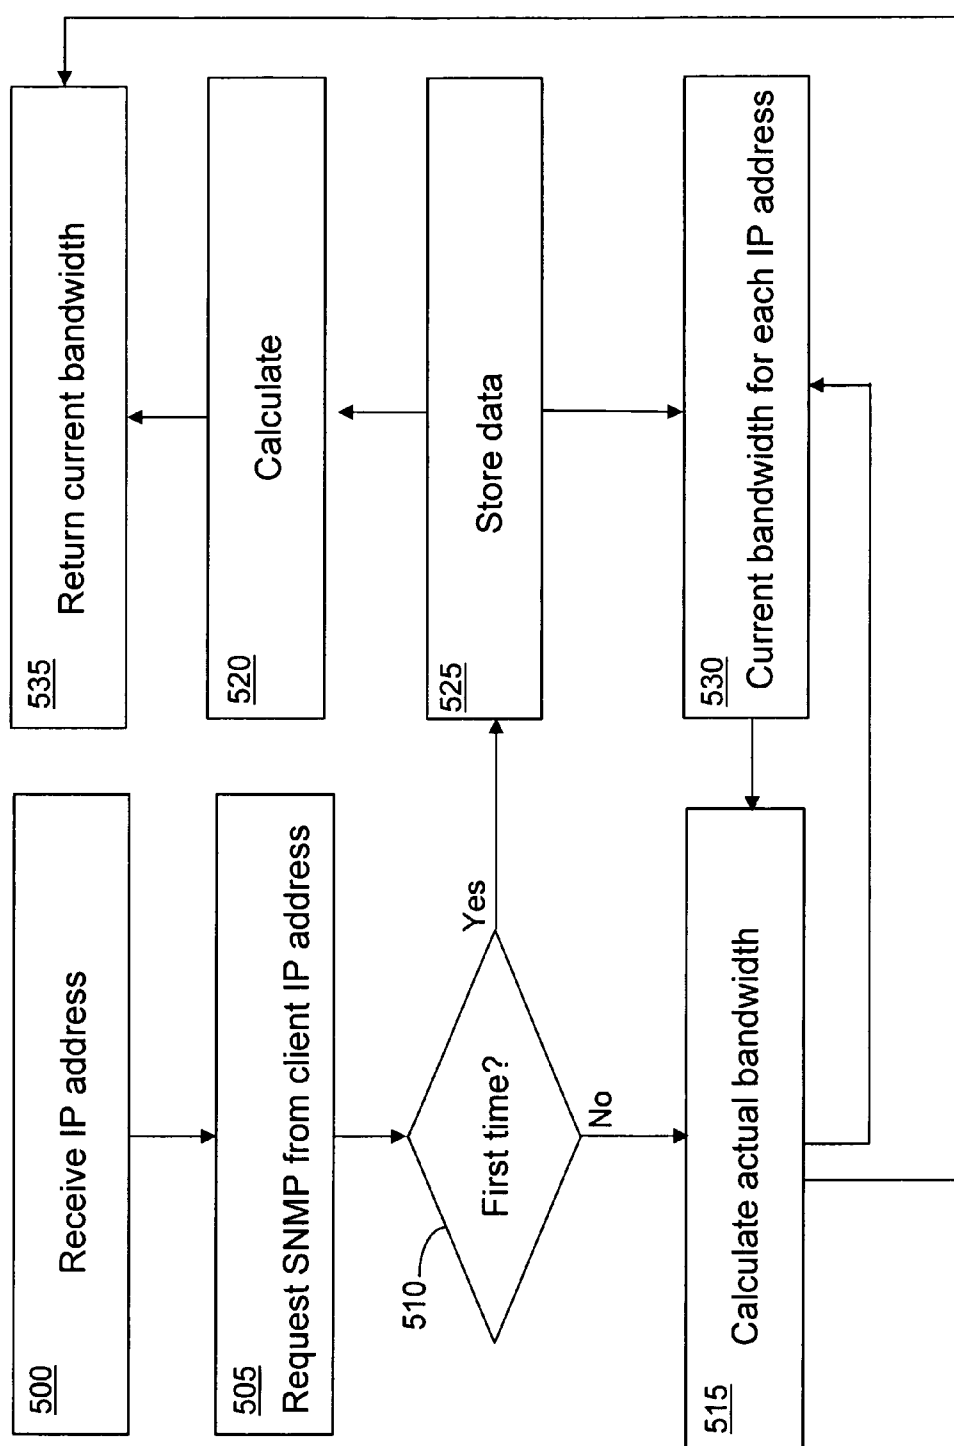 500
Receive IP address
505
Request SNMP from client IP address
510
First time?
Yes
No
515
Calculate actual bandwidth
535
Return current bandwidth
520
Calculate
525
Store data
530
Current bandwidth for each IP address